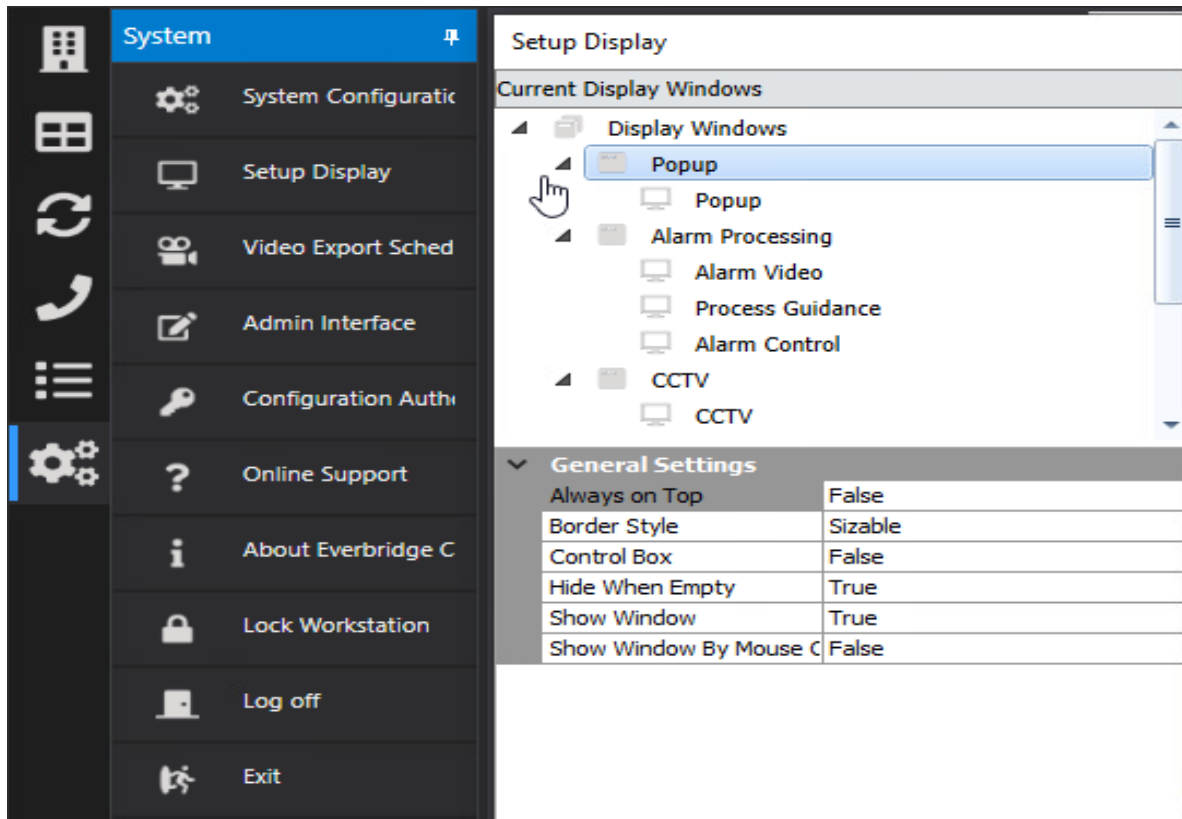 System
System Configuratic
Setup Display
Video Export Sched
Admin Interface
Configuration Auth
Online Support
About Everbridge C
Lock Workstation
Log off
Exit
Setup Display
Current Display Windows
Display Windows
Popup
Popup
Alarm Processing
Alarm Video
Process Guidance
Alarm Control
CCTV
CCTV
General Settings
Always on Top False
Border Style Sizable
Control Box False
Hide When Empty True
Show Window True
Show Window By Mouse C False